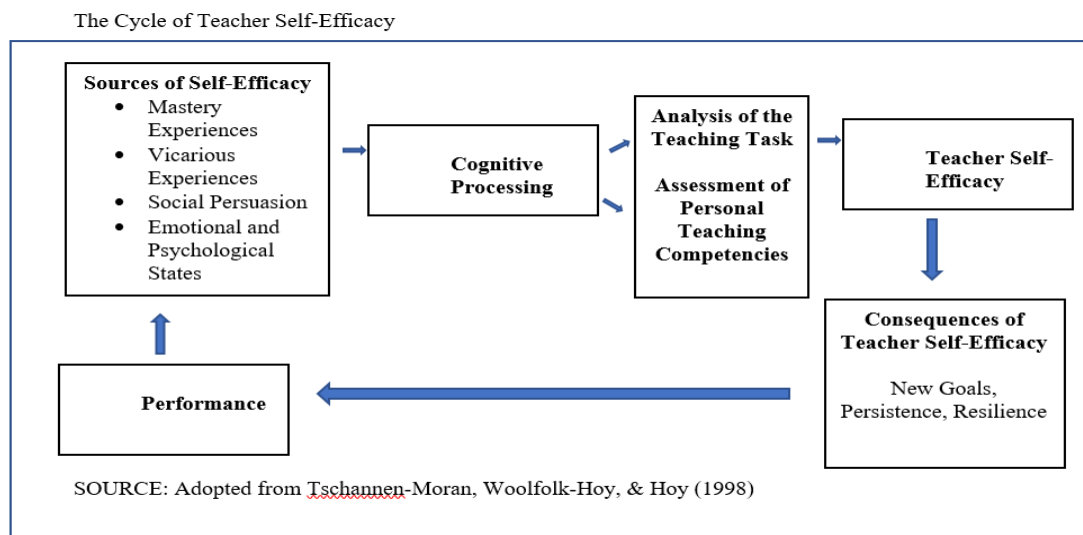 The Cycle of Teacher Self-Efficacy
Sources of Self-Efficacy
• Mastery
Experiences
• Vicarious
Experiences
• Social Persuasion
• Emotional and
Psychological
States
Cognitive
Processing
Analysis of the
Teaching Task
Assessment of
Personal
Teaching
Competencies
Teacher Self-
Efficacy
Consequences of
Teacher Self-Efficacy
New Goals,
Persistence, Resilience
Performance
SOURCE: Adopted from Tschannen-Moran, Woolfolk-Hoy, & Hoy (1998)